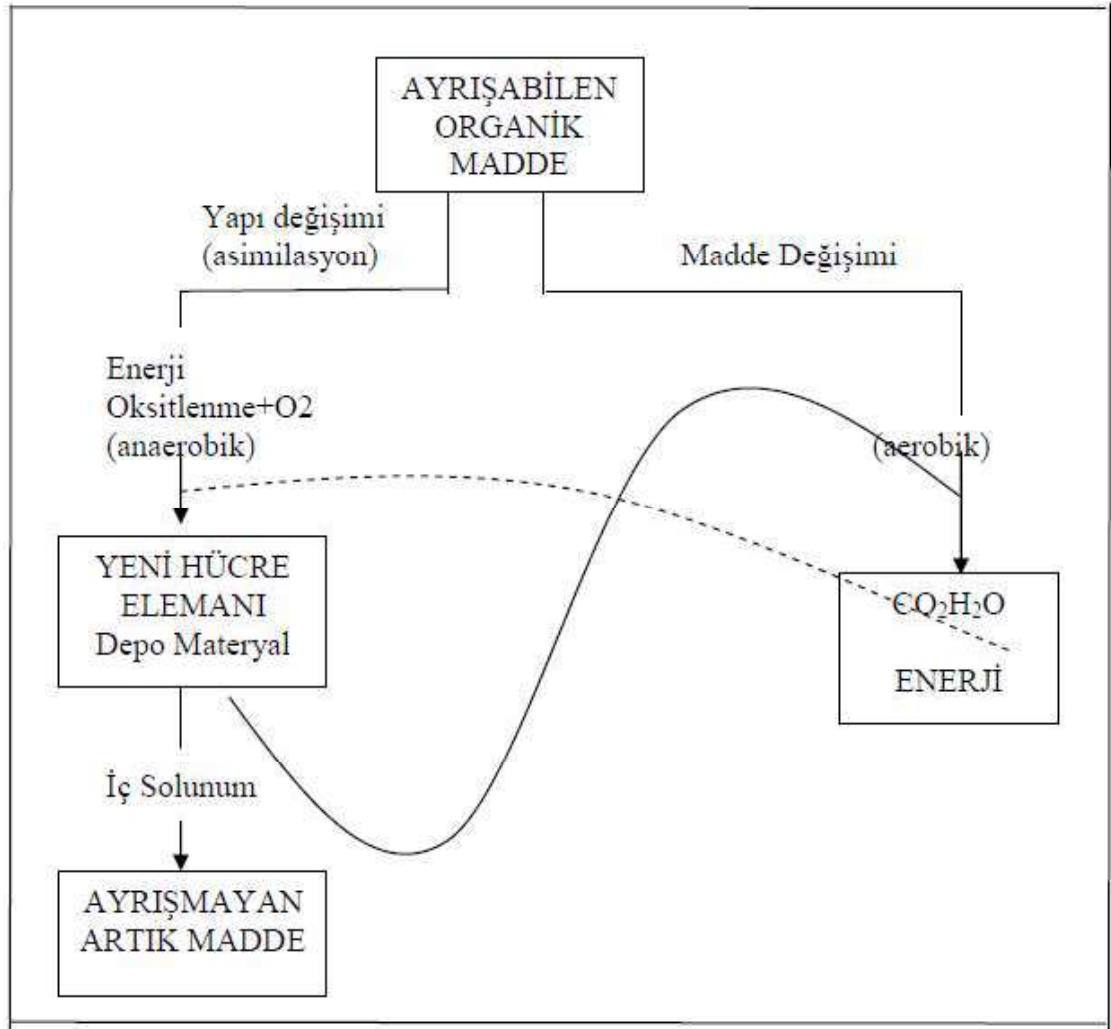 AYRIŞABİLEN
ORGANİK
MADDE
Yapı değişimi
(asimilasyon)
Madde Değişimi
Enerji
Oksitlenme+O2
(anaerobik)
(aerobik)
YENİ HÜCRE
ELEMANI
Depo Materyal
CO₂H₂O
ENERJİ
İç Solunum
AYRIŞMAYAN
ARTIK MADDE